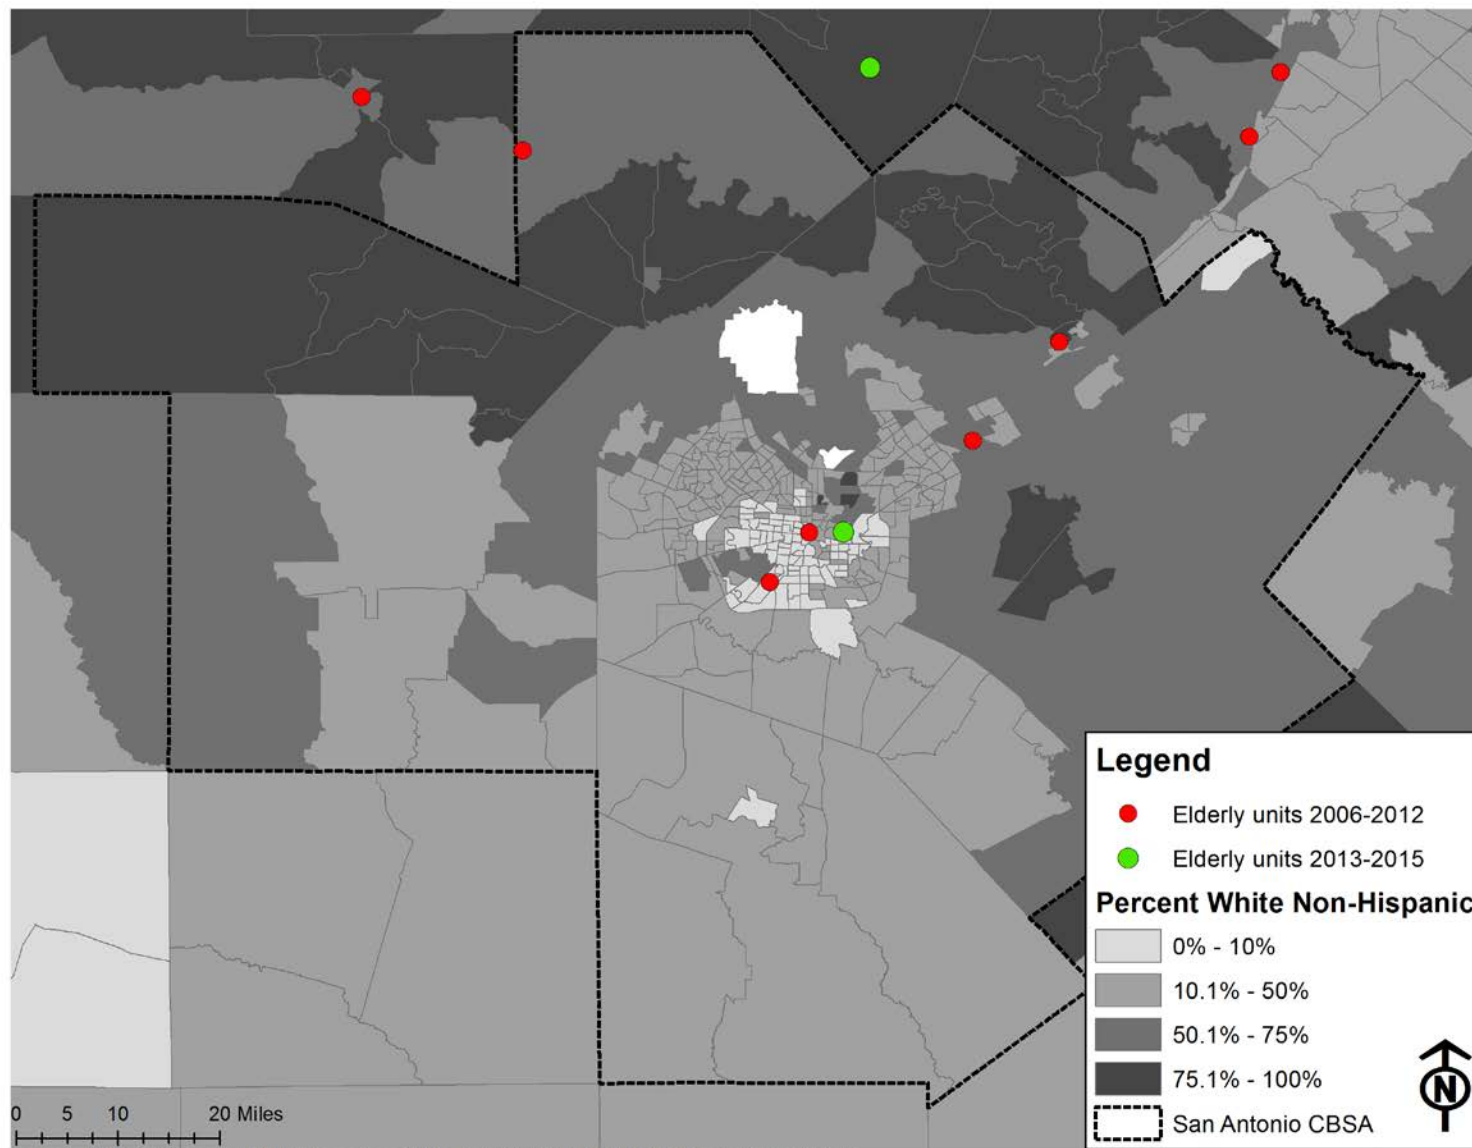 Legend
Elderly units 2006-2012
Elderly units 2013-2015
Percent White Non-Hispanic
0% - 10%
10.1% - 50%
50.1% - 75%
75.1% - 100%
San Antonio CBSA
N
0 5 10 20 Miles